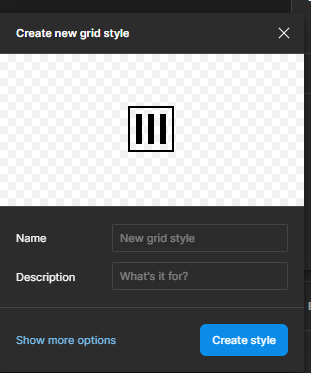 Create new grid style
Name
New grid style
Description
What's it for?
Show more options
Create style